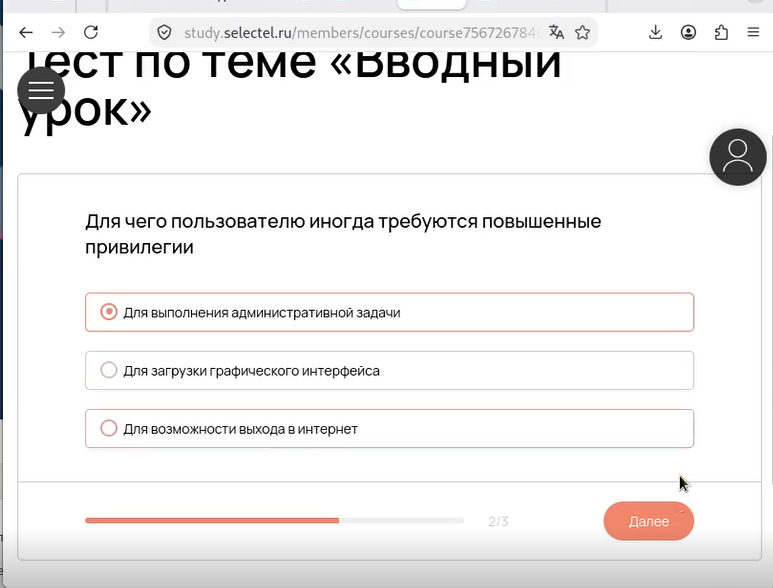 study.selectel.ru/members/courses/course756726784
Тест по теме «Вводный
урок»
Для чего пользователю иногда требуются повышенные
привилегии
Для выполнения административной задачи
Для загрузки графического интерфейса
Для возможности выхода в интернет
2/3
Далее